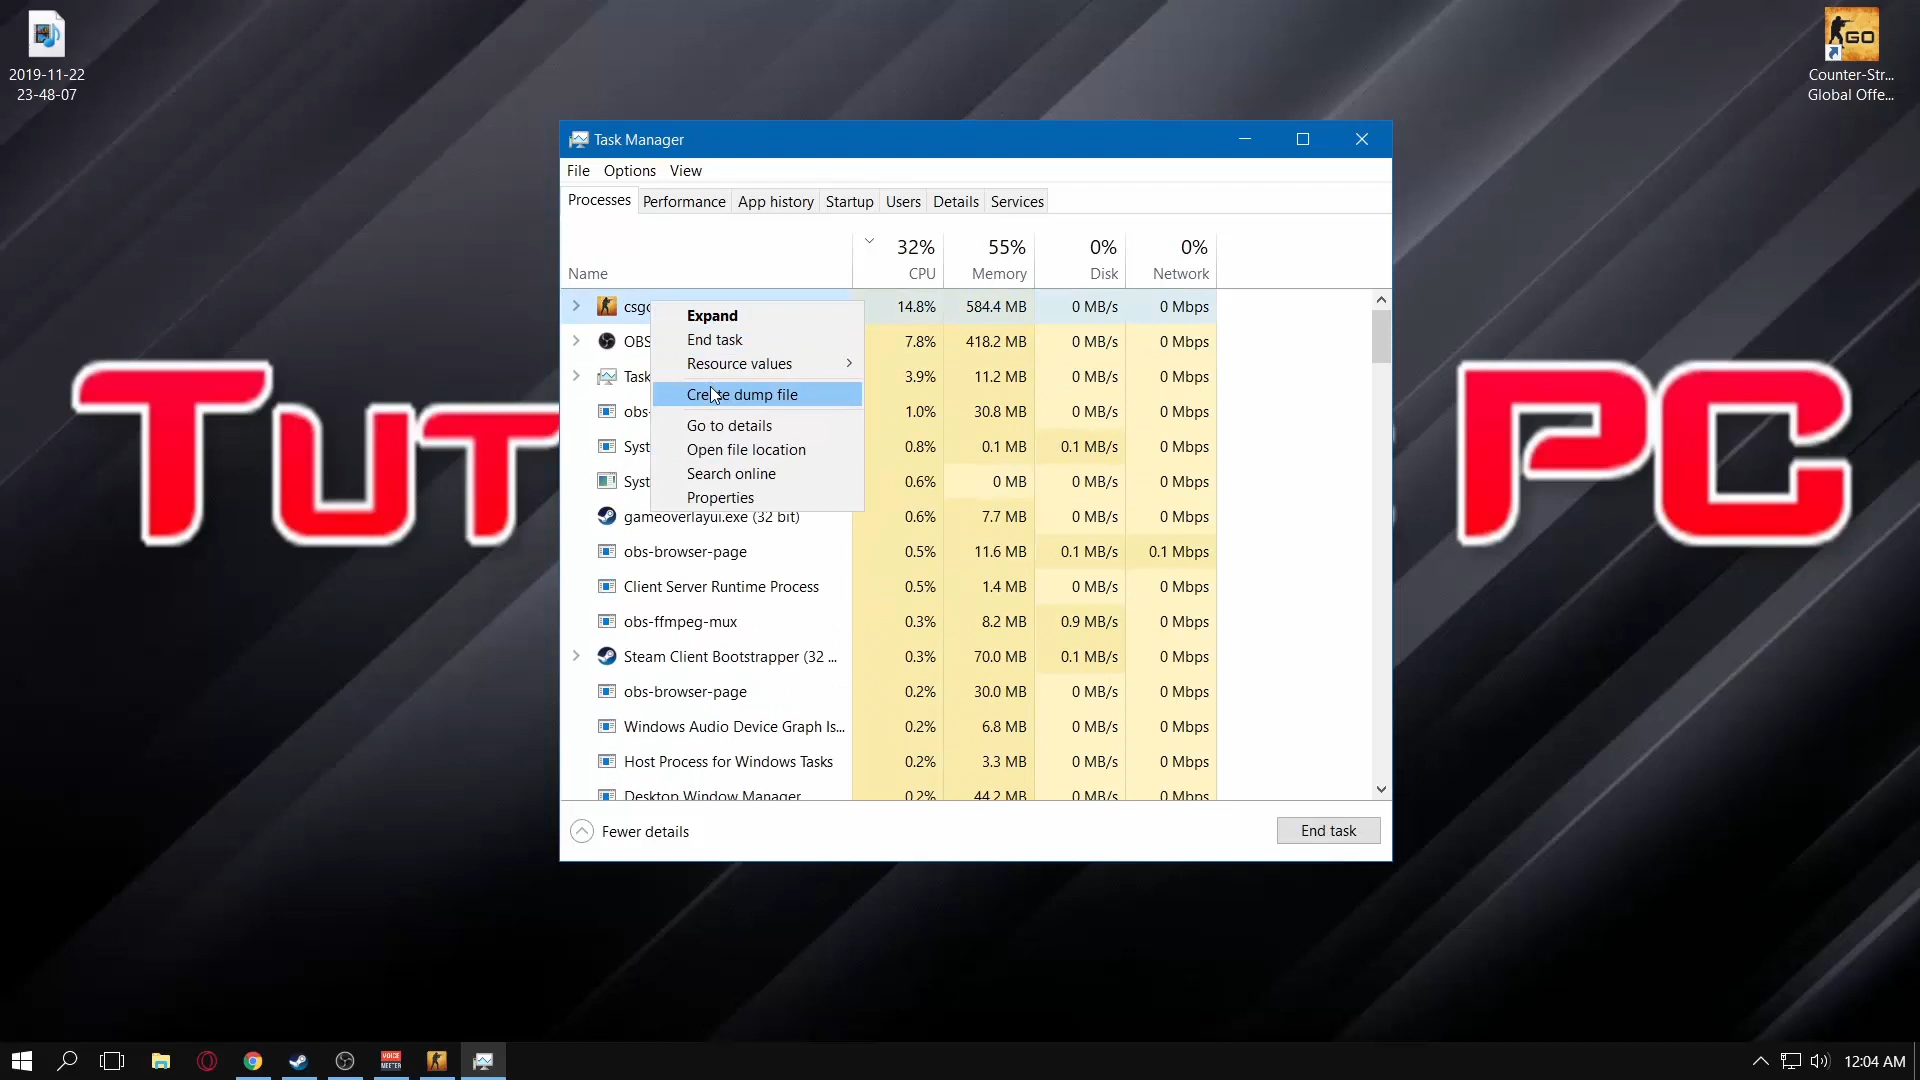 2019-11-22
23-48-07
GO
Counter-Str...
Global Offe...
Tut
PC
Task Manager
File Options View
Processes Performance App history Startup Users Details Services
32% 55% 0% 0%
Name CPU Memory Disk Network
csgo 14.8% 584.4 MB 0 MB/s 0 Mbps
OBS 7.8% 418.2 MB 0 MB/s 0 Mbps
Task 3.9% 11.2 MB 0 MB/s 0 Mbps
obs- 1.0% 30.8 MB 0 MB/s 0 Mbps
Syst 0.8% 0.1 MB 0.1 MB/s 0 Mbps
Syst 0.6% 0 MB 0 MB/s 0 Mbps
gameoverlayui.exe (32 bit) 0.6% 7.7 MB 0 MB/s 0 Mbps
obs-browser-page 0.5% 11.6 MB 0.1 MB/s 0.1 Mbps
Client Server Runtime Process 0.5% 1.4 MB 0 MB/s 0 Mbps
obs-ffmpeg-mux 0.3% 8.2 MB 0.9 MB/s 0 Mbps
Steam Client Bootstrapper (32 ... 0.3% 70.0 MB 0.1 MB/s 0 Mbps
obs-browser-page 0.2% 30.0 MB 0 MB/s 0 Mbps
Windows Audio Device Graph Is... 0.2% 6.8 MB 0 MB/s 0 Mbps
Host Process for Windows Tasks 0.2% 3.3 MB 0 MB/s 0 Mbps
Desktop Window Manager 0.2% 44.2 MB 0 MB/s 0 Mbps
Expand
End task
Resource values
Create dump file
Go to details
Open file location
Search online
Properties
Fewer details
End task
VOICE
MEETER
12:04 AM